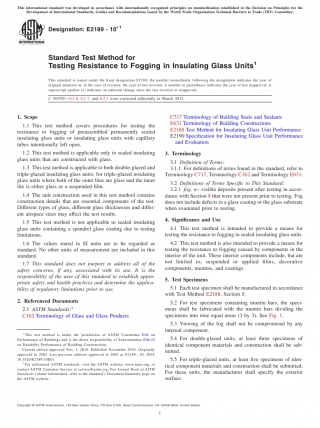 This international standard was developed in accordance with internationally recognized principles on standardization established in the Decision on Principles for the
Development of International Standards, Guides and Recommendations issued by the World Trade Organization Technical Barriers to Trade (TBT) Committee.
Designation: E2189 − 10´¹
Standard Test Method for
Testing Resistance to Fogging in Insulating Glass Units¹
This standard is issued under the fixed designation E2189; the number immediately following the designation indicates the year of
original adoption or, in the case of revision, the year of last revision. A number in parentheses indicates the year of last reapproval. A
superscript epsilon (´) indicates an editorial change since the last revision or reapproval.
´¹ NOTE—6.1.8, 6.1.7, and 6.2.1 were corrected editorially in March 2011.
1. Scope
1.1 This test method covers procedures for testing the
resistance to fogging of preassembled permanently sealed
insulating glass units or insulating glass units with capillary
tubes intentionally left open.
1.2 This test method is applicable only to sealed insulating
glass units that are constructed with glass.
1.3 This test method is applicable to both double-glazed and
triple-glazed insulating glass units; for triple-glazed insulating
glass units where both of the outer lites are glass and the inner
lite is either glass or a suspended film.
1.4 The unit construction used in this test method contains
construction details that are essential components of the test.
Different types of glass, different glass thicknesses and differ-
ent airspace sizes may affect the test results.
1.5 This test method is not applicable to sealed insulating
glass units containing a spandrel glass coating due to testing
limitations.
1.6 The values stated in SI units are to be regarded as
standard. No other units of measurement are included in this
standard.
1.7 This standard does not purport to address all of the
safety concerns, if any, associated with its use. It is the
responsibility of the user of this standard to establish appro-
priate safety and health practices and determine the applica-
bility of regulatory limitations prior to use.
2. Referenced Documents
2.1 ASTM Standards:²
C162 Terminology of Glass and Glass Products
¹ This test method is under the jurisdiction of ASTM Committee E06 on
Performance of Buildings and is the direct responsibility of Subcommittee E06.22
on Durability Performance of Building Constructions.
Current edition approved Nov. 1, 2010. Published November 2010. Originally
approved in 2002. Last previous edition approved in 2002 as E2189 – 02. DOI:
10.1520/E2189-10E01.
² For referenced ASTM standards, visit the ASTM website, www.astm.org, or
contact ASTM Customer Service at service@astm.org. For Annual Book of ASTM
Standards volume information, refer to the standard's Document Summary page on
the ASTM website.
C717 Terminology of Building Seals and Sealants
E631 Terminology of Building Constructions
E2188 Test Method for Insulating Glass Unit Performance
E2190 Specification for Insulating Glass Unit Performance
and Evaluation
3. Terminology
3.1 Definitions:
3.1.1 For definitions of terms found in the standard, refer to
Terminology C717, Terminology C162 and Terminology E631.
3.2 Definitions of Terms Specific to This Standard:
3.2.1 fog, n—visible deposits present after testing in accor-
dance with Section 8 that were not present prior to testing. Fog
does not include defects in a glass coating or the glass substrate
when examined prior to testing.
4. Significance and Use
4.1 This test method is intended to provide a means for
testing the resistance to fogging in sealed insulating glass units.
4.2 This test method is also intended to provide a means for
testing the resistance to fogging caused by components in the
interior of the unit. These interior components include, but are
not limited to, suspended or applied films, decorative
components, muntins, and coatings.
5. Test Specimens
5.1 Each test specimen shall be manufactured in accordance
with Test Method E2188, Section 5.
5.2 For test specimens containing muntin bars, the speci-
mens shall be fabricated with the muntin bars dividing the
specimens into nine equal areas (3 by 3). See Fig. 1.
5.3 Viewing of the fog shall not be compromised by any
internal component.
5.4 For double-glazed units, at least three specimens of
identical component materials and construction shall be sub-
mitted.
5.5 For triple-glazed units, at least five specimens of iden-
tical component materials and construction shall be submitted.
For these units, the manufacturer shall specify the exterior
surface.
Copyright © ASTM International, 100 Barr Harbor Drive, PO Box C700, West Conshohocken, PA 19428-2959. United States
1